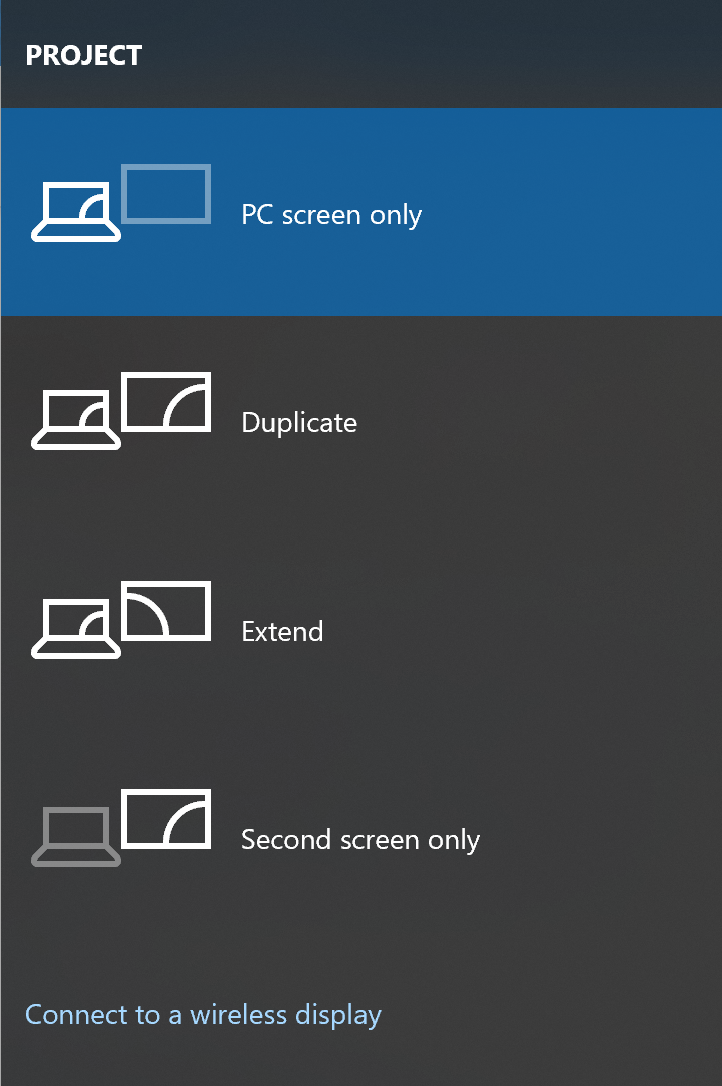 PROJECT
PC screen only
Duplicate
Extend
Second screen only
Connect to a wireless display